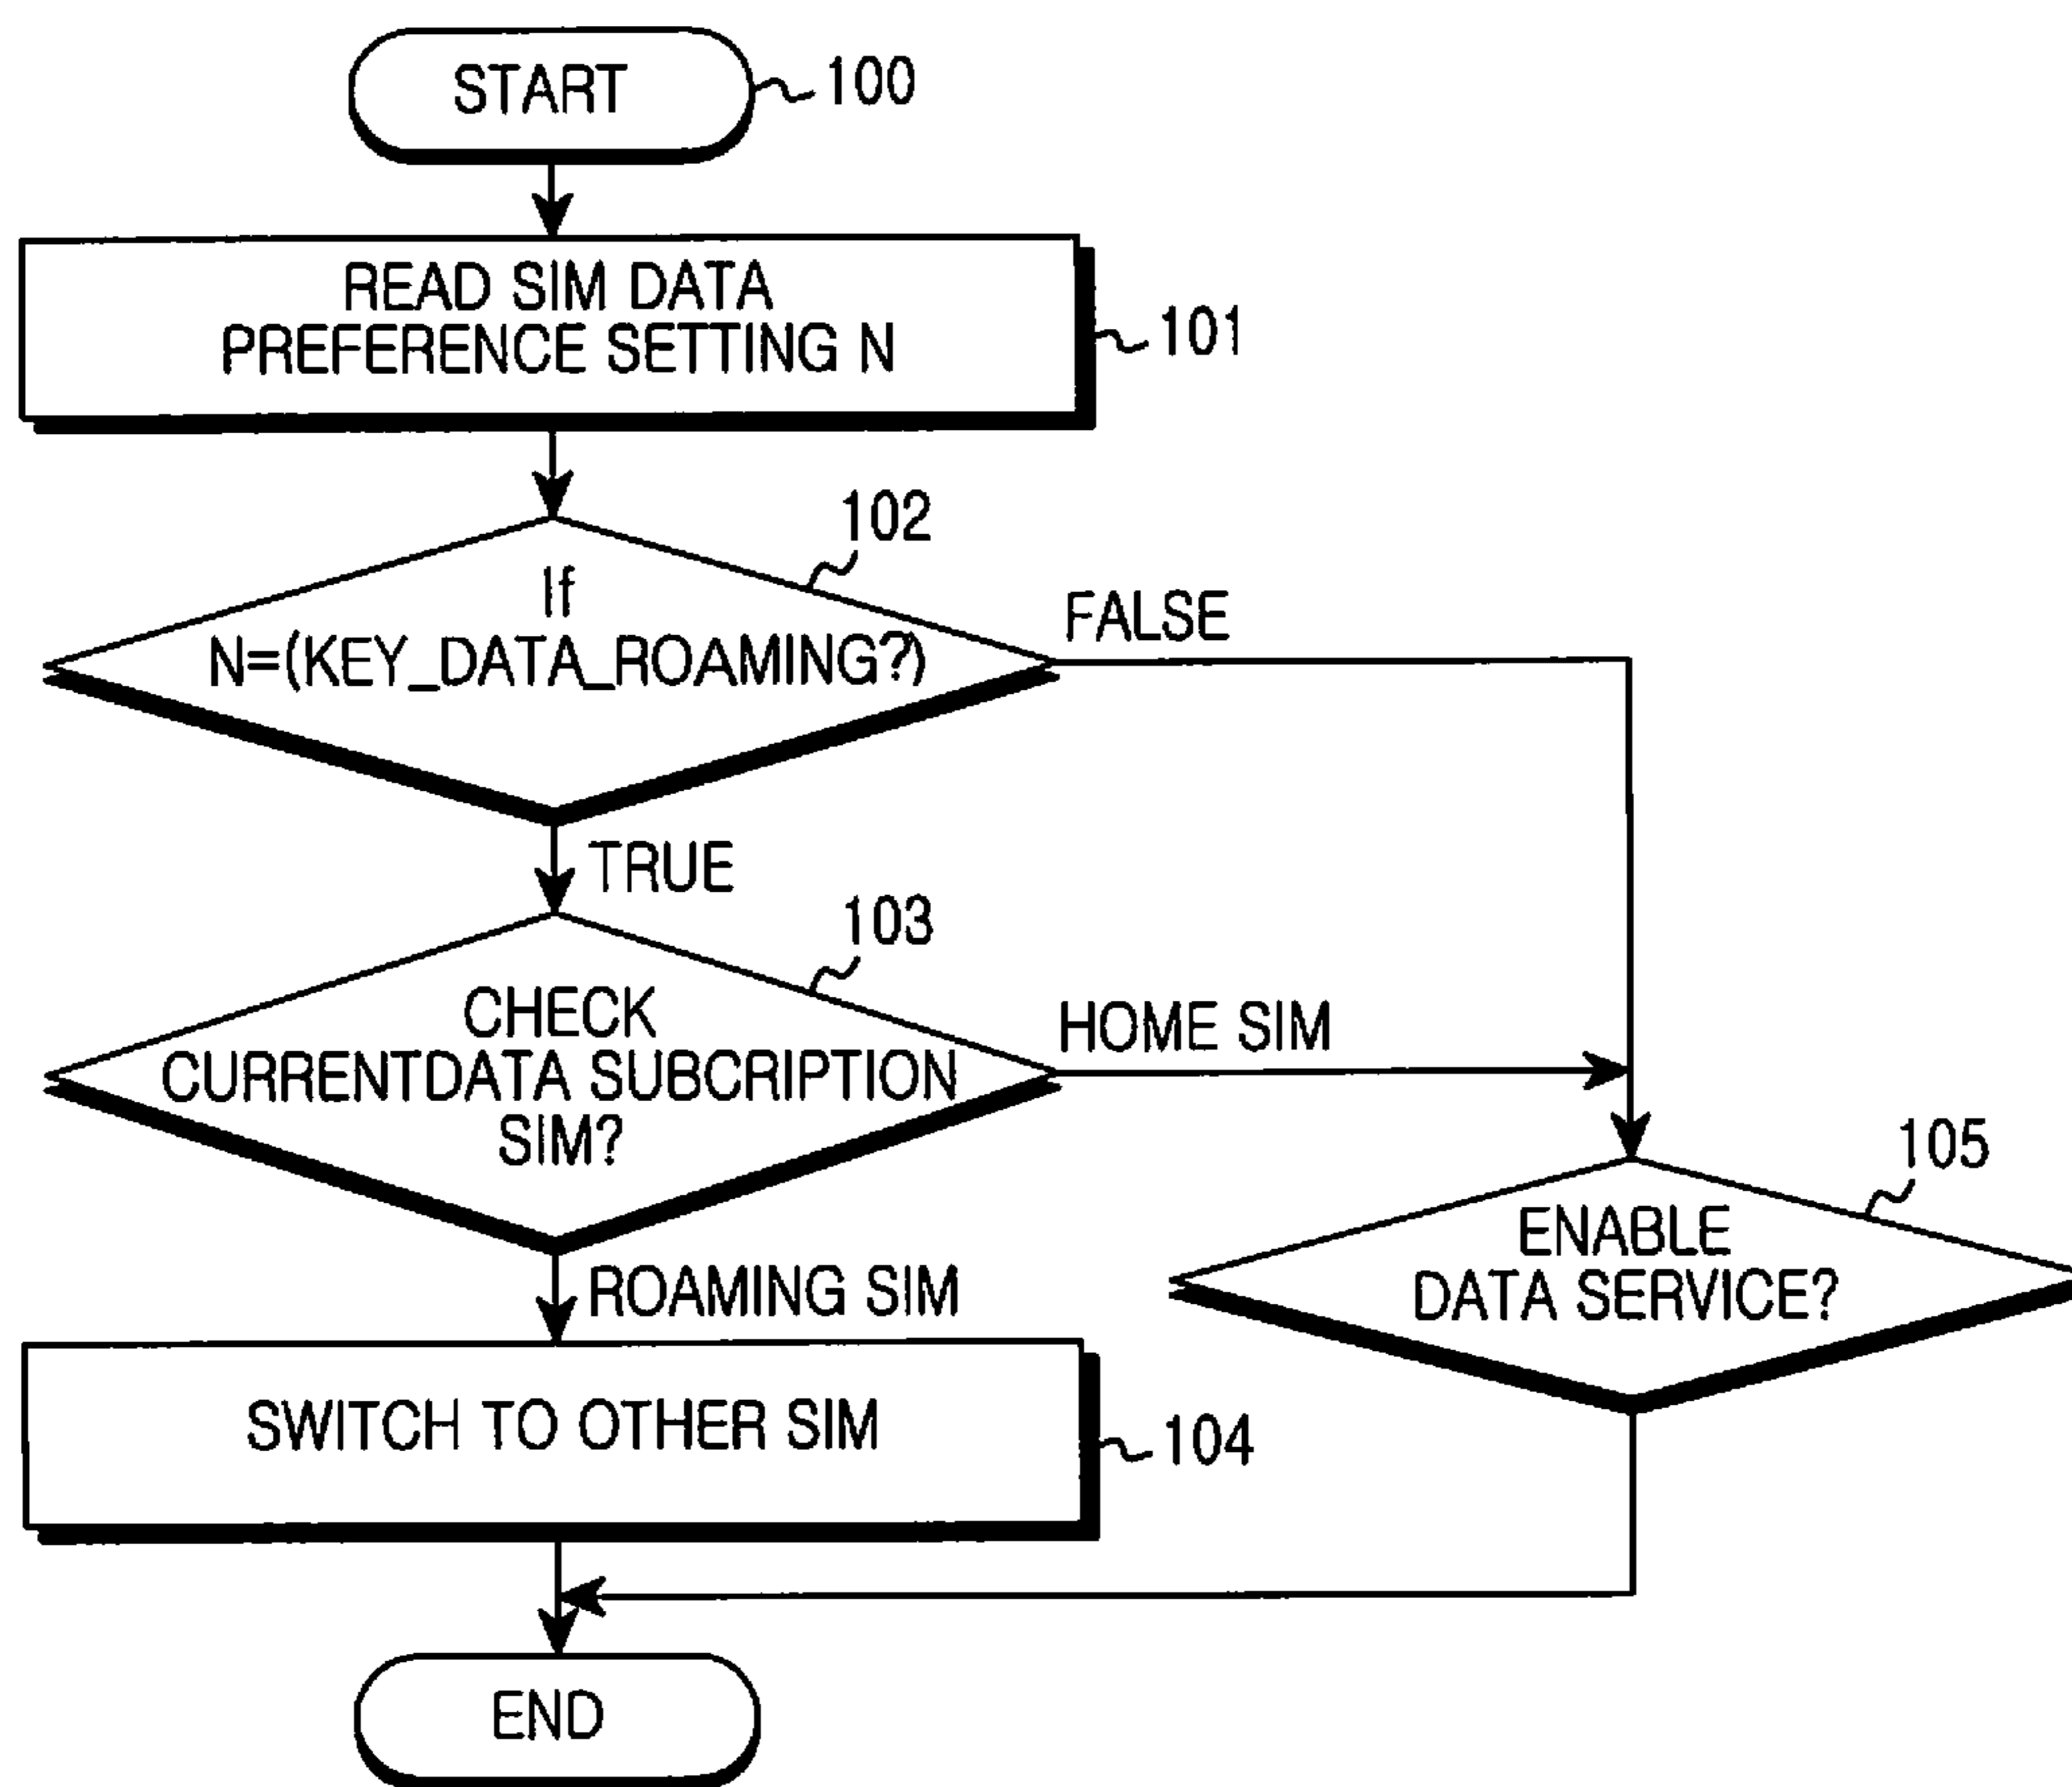 START
100
READ SIM DATA
PREFERENCE SETTING N
101
102
If
N=(KEY_DATA_ROAMING?)
FALSE
TRUE
103
CHECK
CURRENTDATA SUBCRIPTION
SIM?
HOME SIM
105
ENABLE
DATA SERVICE?
ROAMING SIM
SWITCH TO OTHER SIM
104
END